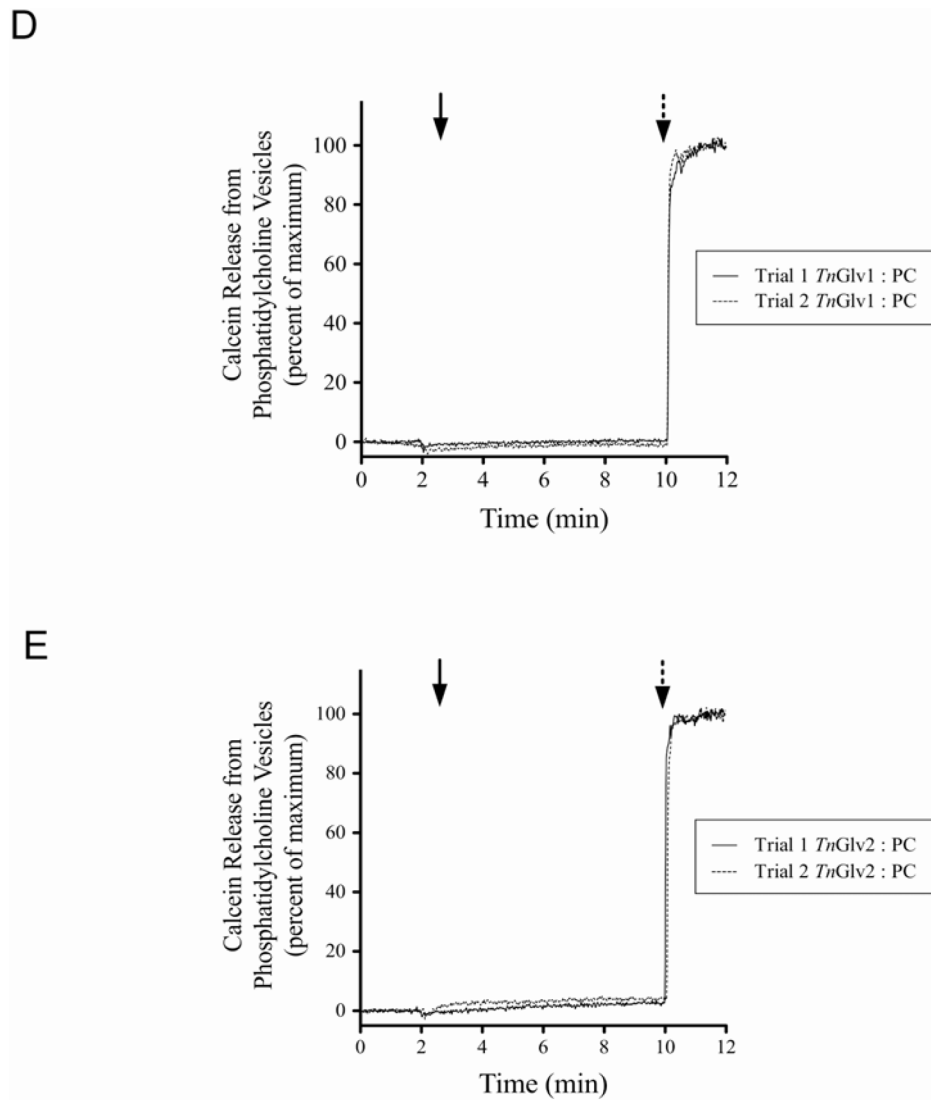 D
Calcein Release from
Phosphatidylcholine Vesicles
(percent of maximum)
100
80
60
40
20
0
0 2 4 6 8 10 12
Time (min)
Trial 1 TnGlv1 : PC
Trial 2 TnGlv1 : PC
E
Calcein Release from
Phosphatidylcholine Vesicles
(percent of maximum)
100
80
60
40
20
0
0 2 4 6 8 10 12
Time (min)
Trial 1 TnGlv2 : PC
Trial 2 TnGlv2 : PC